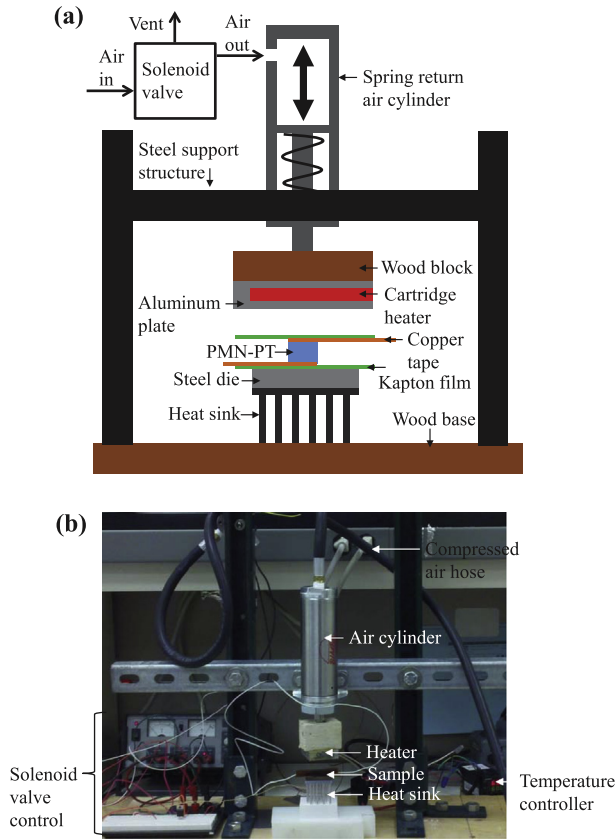 (a)
Vent
Air
out
Air
in
Solenoid
valve
Spring return
air cylinder
Steel support
structure
Wood block
Aluminum
plate
Cartridge
heater
PMN-PT
Copper
tape
Steel die
Kapton film
Heat sink
Wood base
(b)
Compressed
air hose
Air cylinder
Heater
Sample
Heat sink
Solenoid
valve
control
Temperature
controller